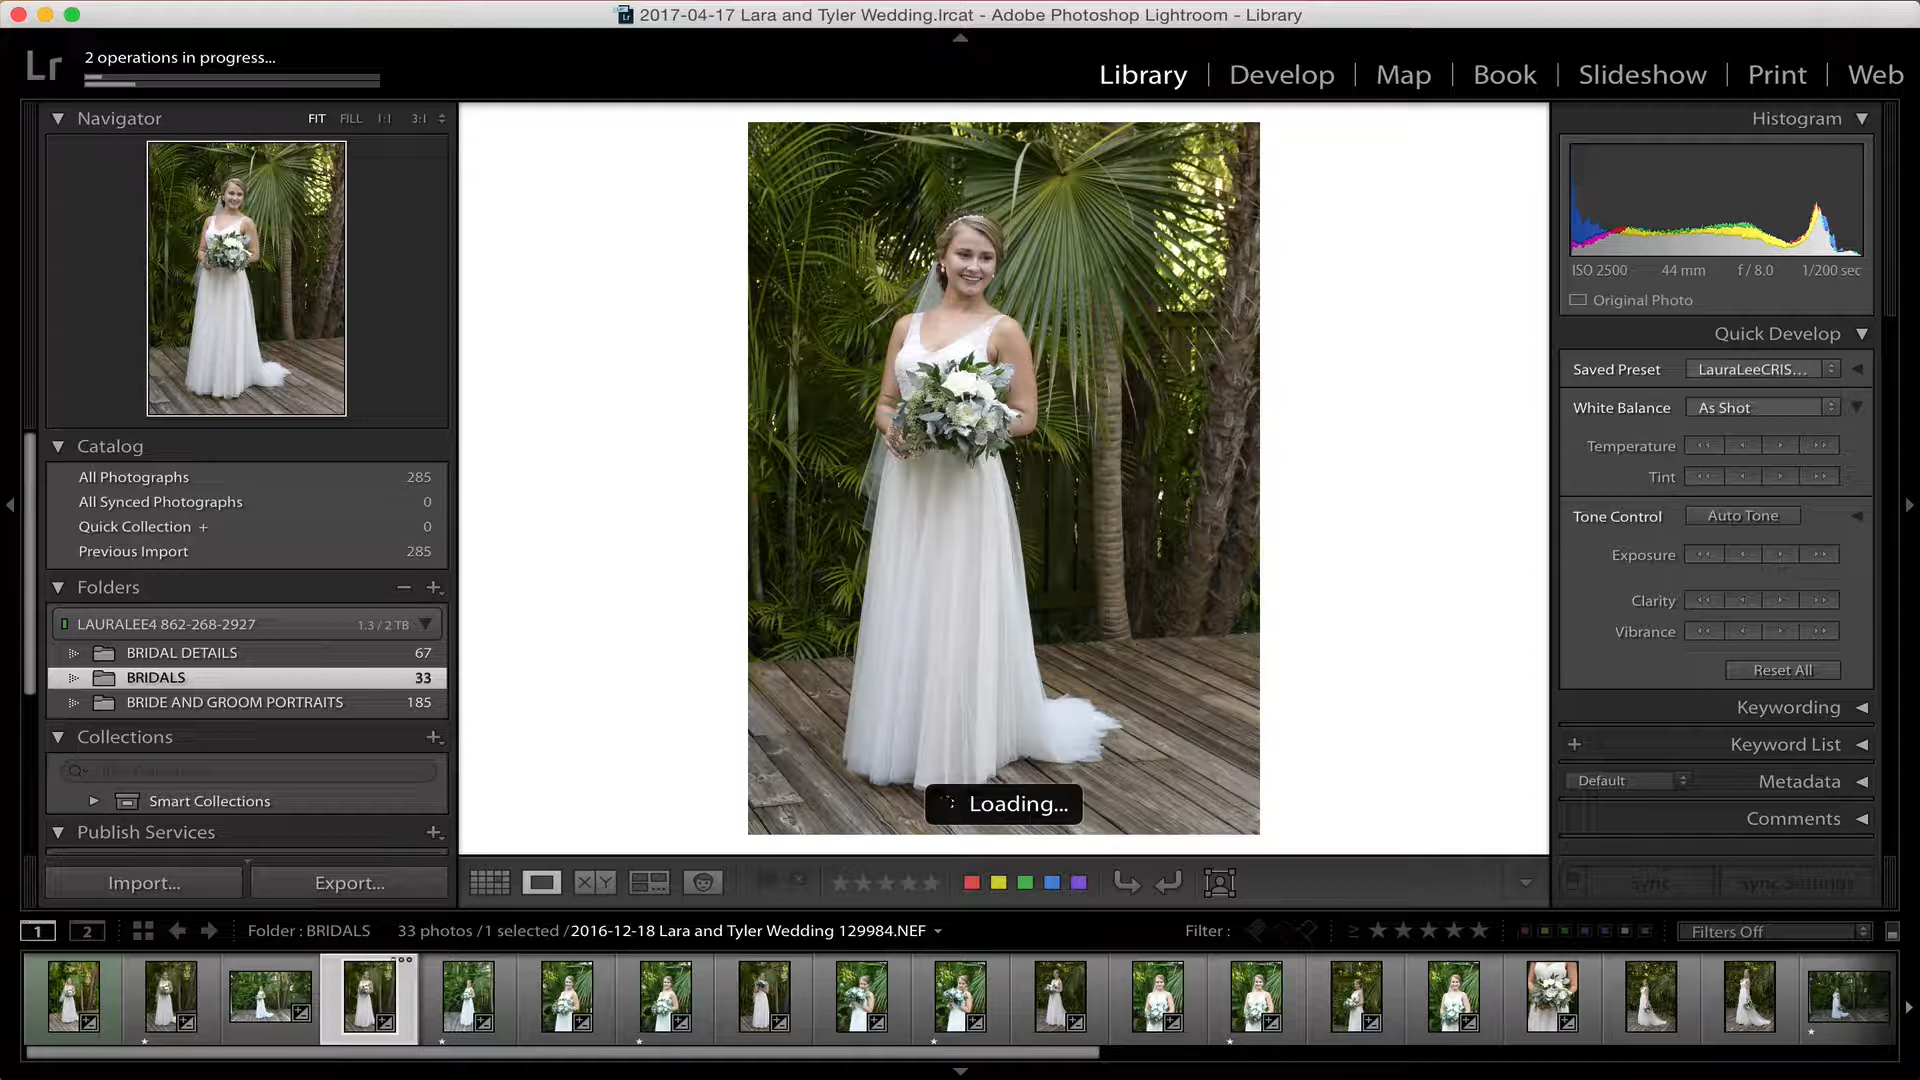 2017-04-17 Lara and Tyler Wedding.lrcat - Adobe Photoshop Lightroom - Library
Lr
2 operations in progress...
Library
Develop
Map
Book
Slideshow
Print
Web
Navigator
FIT
FILL
1:1
3:1
Catalog
All Photographs 285
All Synced Photographs 0
Quick Collection + 0
Previous Import 285
Folders
LAURALEE4 862-268-2927 1.3 / 2 TB
BRIDAL DETAILS 67
BRIDALS 33
BRIDE AND GROOM PORTRAITS 185
Collections
Smart Collections
Publish Services
Import...
Export...
Loading...
Histogram
ISO 2500 44 mm f / 8.0 1/200 sec
Original Photo
Quick Develop
Saved Preset LauraLeeCRIS...
White Balance As Shot
Temperature
Tint
Tone Control Auto Tone
Exposure
Clarity
Vibrance
Reset All
Keywording
Keyword List
Default Metadata
Comments
Sync
Sync Settings
X Y
1 2
Folder : BRIDALS 33 photos / 1 selected / 2016-12-18 Lara and Tyler Wedding 129984.NEF
Filter :
Filters Off